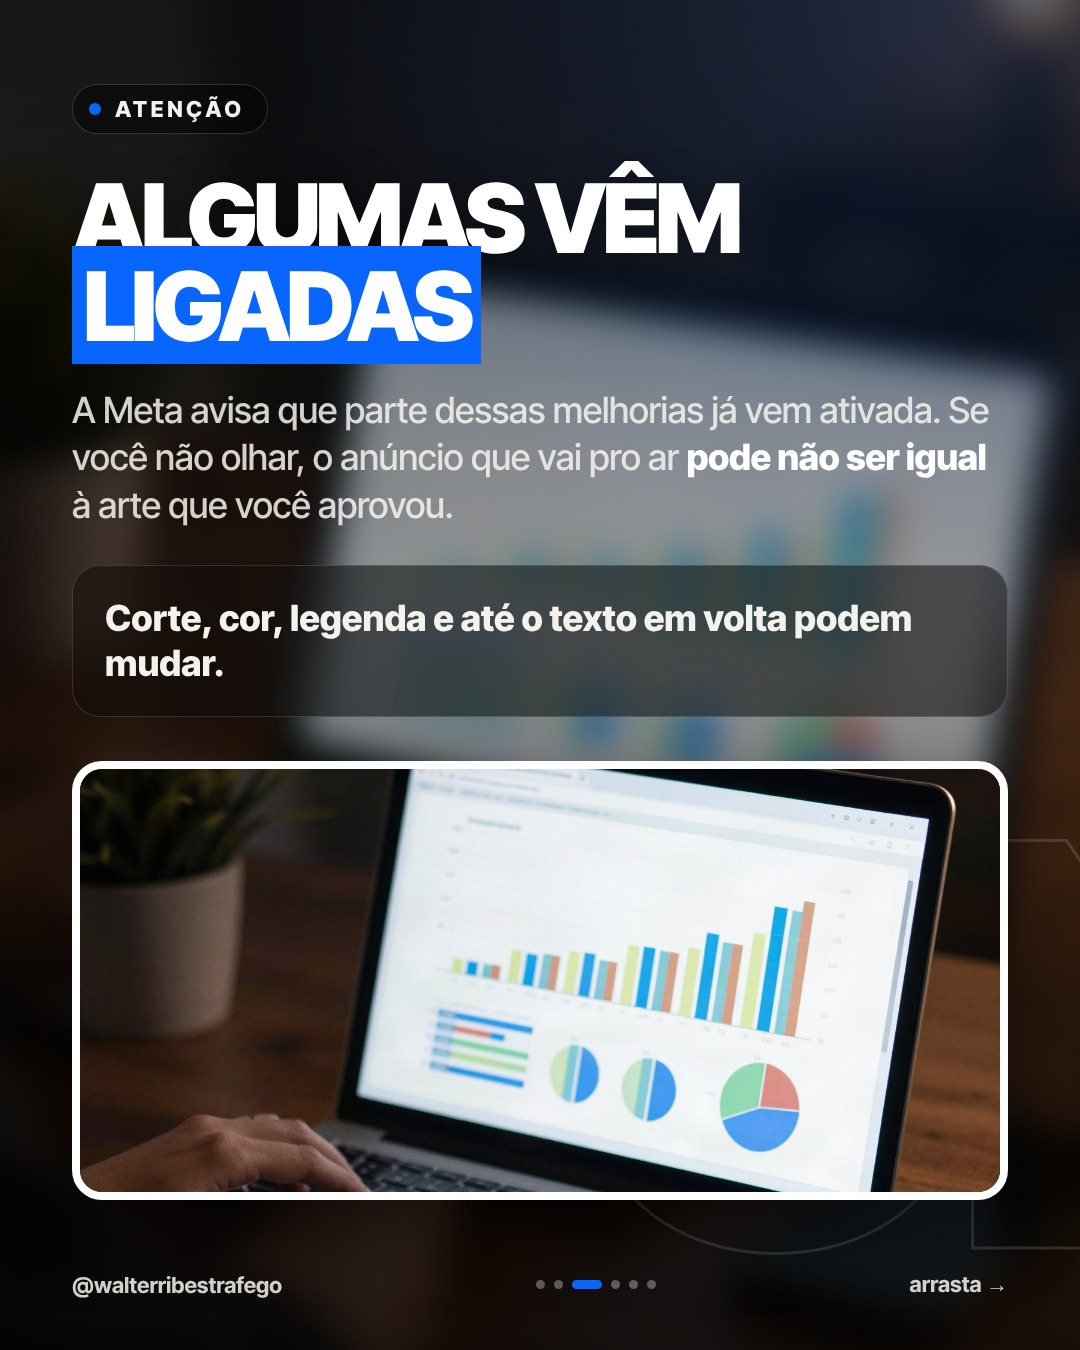 ATENÇÃO
ALGUMAS VÊM
LIGADAS
A Meta avisa que parte dessas melhorias já vem ativada. Se
você não olhar, o anúncio que vai pro ar pode não ser igual
à arte que você aprovou.
Corte, cor, legenda e até o texto em volta podem
mudar.
@walterribestrafego
arrasta →